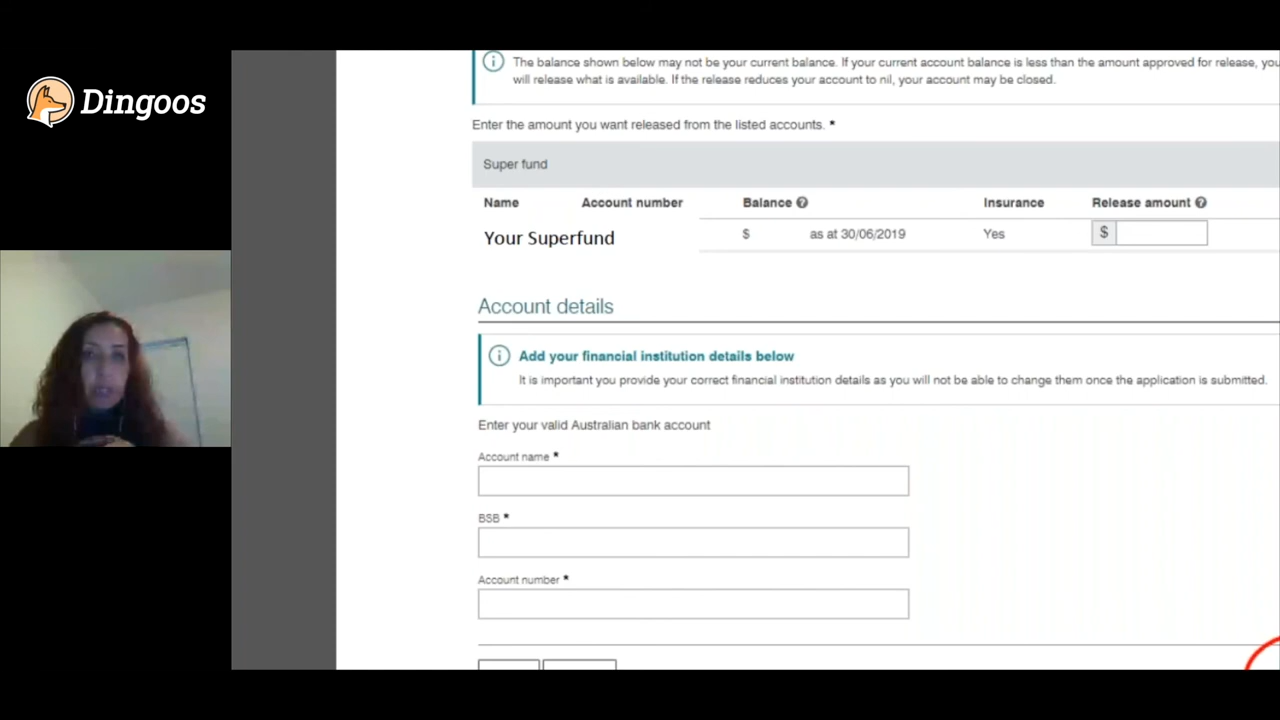 Dingoos
The balance shown below may not be your current balance. If your current account balance is less than the amount approved for release, you
will release what is available. If the release reduces your account to nil, your account may be closed.
Enter the amount you want released from the listed accounts. *
Super fund
Name Account number Balance Insurance Release amount
Your Superfund $ as at 30/06/2019 Yes $
Account details
Add your financial institution details below
It is important you provide your correct financial institution details as you will not be able to change them once the application is submitted.
Enter your valid Australian bank account
Account name *
BSB *
Account number *